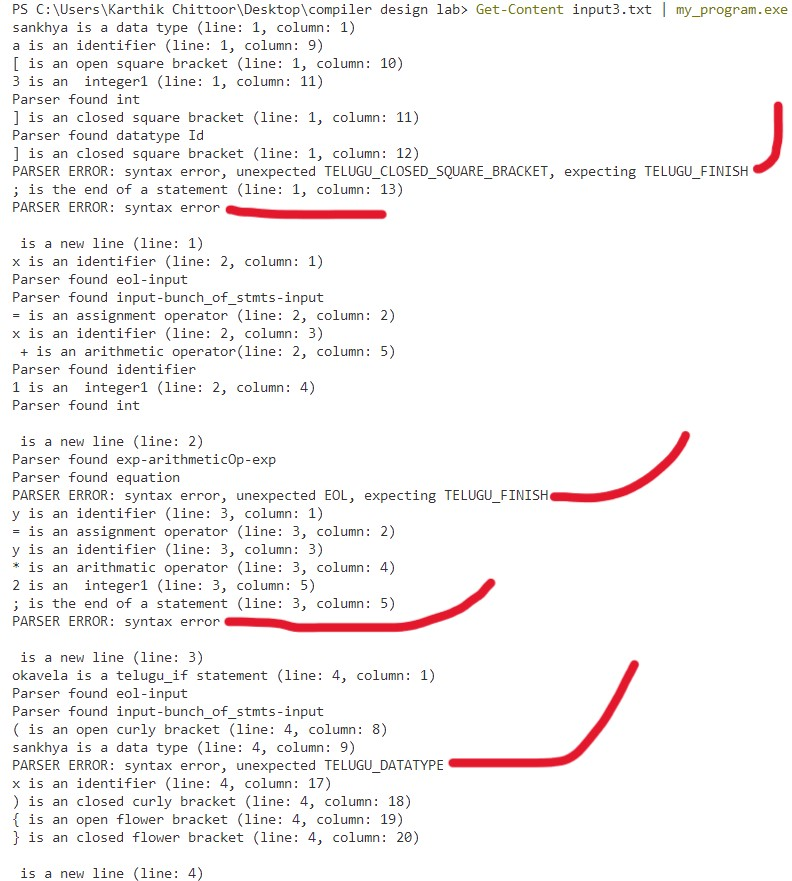 PS C:\Users\Karthik Chittoor\Desktop\compiler design lab> Get-Content input3.txt | my_program.exe
sankhya is a data type (line: 1, column: 1)
a is an identifier (line: 1, column: 9)
[ is an open square bracket (line: 1, column: 10)
3 is an  integer1 (line: 1, column: 11)
Parser found int
] is an closed square bracket (line: 1, column: 11)
Parser found datatype Id
] is an closed square bracket (line: 1, column: 12)
PARSER ERROR: syntax error, unexpected TELUGU_CLOSED_SQUARE_BRACKET, expecting TELUGU_FINISH
; is the end of a statement (line: 1, column: 13)
PARSER ERROR: syntax error
 is a new line (line: 1)
x is an identifier (line: 2, column: 1)
Parser found eol-input
Parser found input-bunch_of_stmts-input
= is an assignment operator (line: 2, column: 2)
x is an identifier (line: 2, column: 3)
 + is an arithmetic operator(line: 2, column: 5)
Parser found identifier
1 is an  integer1 (line: 2, column: 4)
Parser found int
 is a new line (line: 2)
Parser found exp-arithmeticOp-exp
Parser found equation
PARSER ERROR: syntax error, unexpected EOL, expecting TELUGU_FINISH
y is an identifier (line: 3, column: 1)
= is an assignment operator (line: 3, column: 2)
y is an identifier (line: 3, column: 3)
* is an arithmatic operator (line: 3, column: 4)
2 is an  integer1 (line: 3, column: 5)
; is the end of a statement (line: 3, column: 5)
PARSER ERROR: syntax error
 is a new line (line: 3)
okavela is a telugu_if statement (line: 4, column: 1)
Parser found eol-input
Parser found input-bunch_of_stmts-input
( is an open curly bracket (line: 4, column: 8)
sankhya is a data type (line: 4, column: 9)
PARSER ERROR: syntax error, unexpected TELUGU_DATATYPE
x is an identifier (line: 4, column: 17)
) is an closed curly bracket (line: 4, column: 18)
{ is an open flower bracket (line: 4, column: 19)
} is an closed flower bracket (line: 4, column: 20)
 is a new line (line: 4)